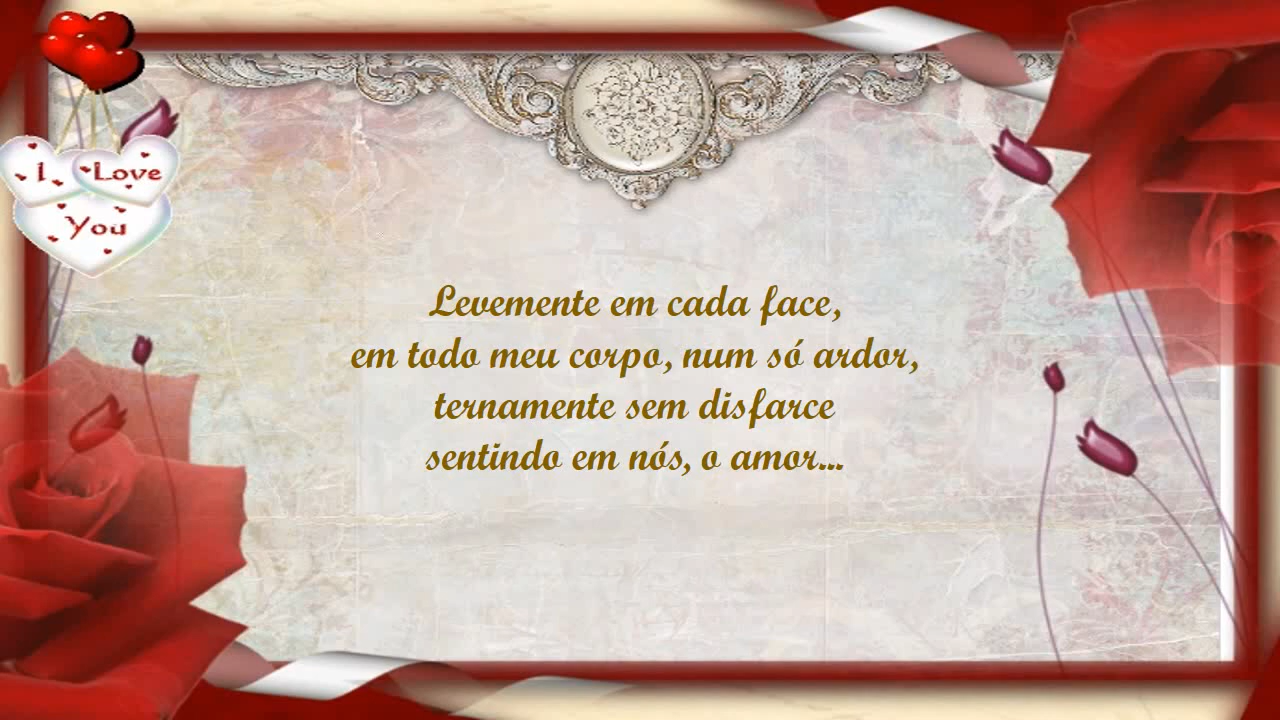 I Love
You
Levemente em cada face,
em todo meu corpo, num só ardor,
ternamente sem disfarce
sentindo em nós, o amor...